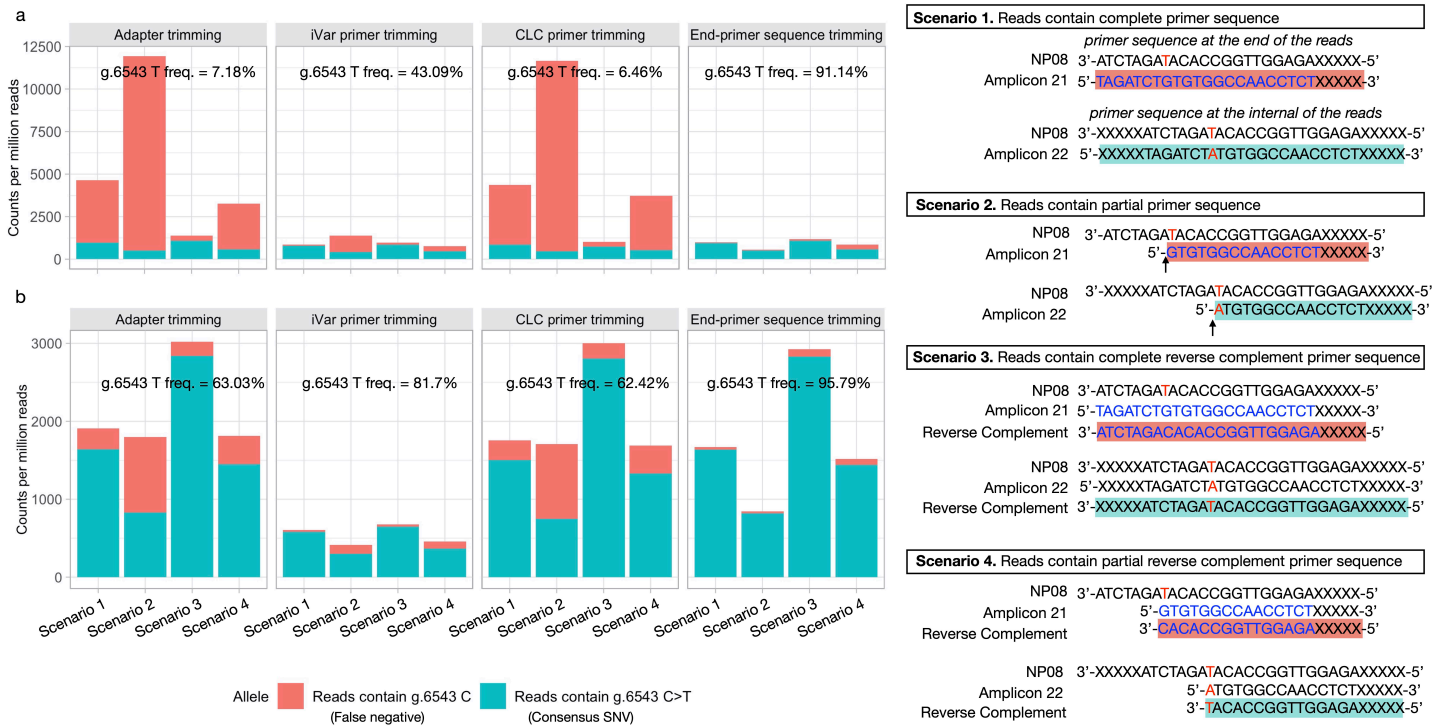 a
Adapter trimming
iVar primer trimming
CLC primer trimming
End-primer sequence trimming
g.6543 T freq. = 7.18%
g.6543 T freq. = 43.09%
g.6543 T freq. = 6.46%
g.6543 T freq. = 91.14%
12500
10000
7500
5000
2500
0
Counts per million reads
b
Adapter trimming
iVar primer trimming
CLC primer trimming
End-primer sequence trimming
g.6543 T freq. = 63.03%
g.6543 T freq. = 81.7%
g.6543 T freq. = 62.42%
g.6543 T freq. = 95.79%
3000
2000
1000
0
Counts per million reads
Scenario 1
Scenario 2
Scenario 3
Scenario 4
Scenario 1
Scenario 2
Scenario 3
Scenario 4
Scenario 1
Scenario 2
Scenario 3
Scenario 4
Scenario 1
Scenario 2
Scenario 3
Scenario 4
Allele
Reads contain g.6543 C
(False negative)
Reads contain g.6543 C>T
(Consensus SNV)
Scenario 1. Reads contain complete primer sequence
primer sequence at the end of the reads
NP08 3’-ATCTAGATACACCGGTTGGAGAXXXXX-5’
Amplicon 21 5’-TAGATCTGTGTGGCCAACCTCTXXXXX-3’
primer sequence at the internal of the reads
NP08 3’-XXXXXATCTAGATACACCGGTTGGAGAXXXXX-5’
Amplicon 22 5’-XXXXXTAGATCTATGTGGCCAACCTCTXXXXX-3’
Scenario 2. Reads contain partial primer sequence
NP08 3’-ATCTAGATACACCGGTTGGAGAXXXXX-5’
Amplicon 21 5’-GTGTGGCCAACCTCTXXXXX-3’
NP08 3’-XXXXXATCTAGATACACCGGTTGGAGAXXXXX-5’
Amplicon 22 5’-ATGTGGCCAACCTCTXXXXX-3’
Scenario 3. Reads contain complete reverse complement primer sequence
NP08 3’-ATCTAGATACACCGGTTGGAGAXXXXX-5’
Amplicon 21 5’-TAGATCTGTGTGGCCAACCTCTXXXXX-3’
Reverse Complement 3’-ATCTAGACACACCGGTTGGAGAXXXXX-5’
NP08 3’-XXXXXATCTAGATACACCGGTTGGAGAXXXXX-5’
Amplicon 22 5’-XXXXXTAGATCTATGTGGCCAACCTCTXXXXX-3’
Reverse Complement 3’-XXXXXATCTAGATACACCGGTTGGAGAXXXXX-5’
Scenario 4. Reads contain partial reverse complement primer sequence
NP08 3’-ATCTAGATACACCGGTTGGAGAXXXXX-5’
Amplicon 21 5’-GTGTGGCCAACCTCTXXXXX-3’
Reverse Complement 3’-CACACCGGTTGGAGAXXXXX-5’
NP08 3’-XXXXXATCTAGATACACCGGTTGGAGAXXXXX-5’
Amplicon 22 5’-ATGTGGCCAACCTCTXXXXX-3’
Reverse Complement 3’-TACACCGGTTGGAGAXXXXX-5’